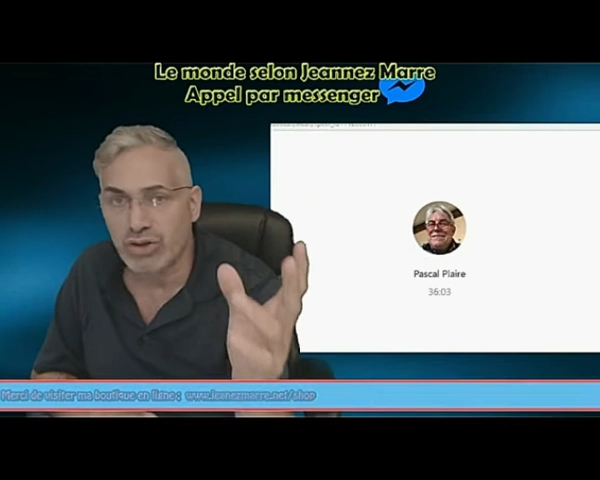 Le monde selon Jeannez Marre
Appel par messenger
Pascal Plaire
36:03
Merci de visiter ma boutique en ligne : www.jeanezmarre.net/shop